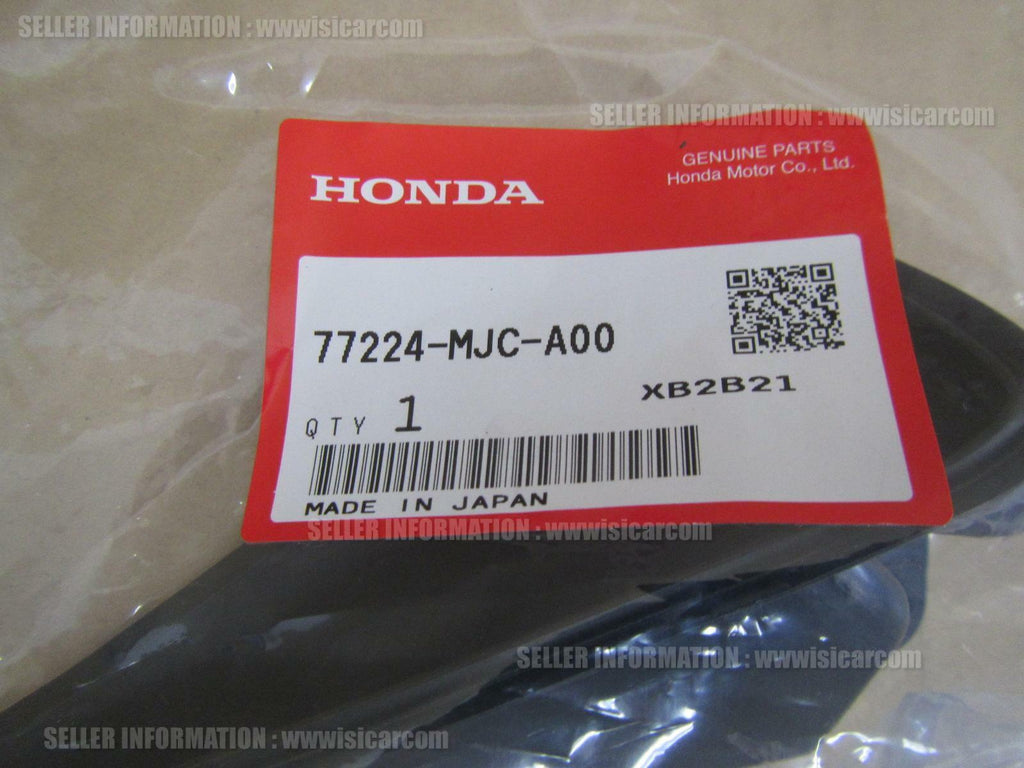 SELLER INFORMATION : wwwisicarcom
SELLER INFORMATION : wwwisicarcom
GENUINE PARTS
Honda Motor Co., Ltd.
HONDA
77224-MJC-A00
XB2B21
QTY 1
MADE IN JAPAN
SELLER INFORMATION : wwwisicarcom
SELLER INFORMATION : wwwisicarcom
SELLER INFORMATION : wwwisicarcom